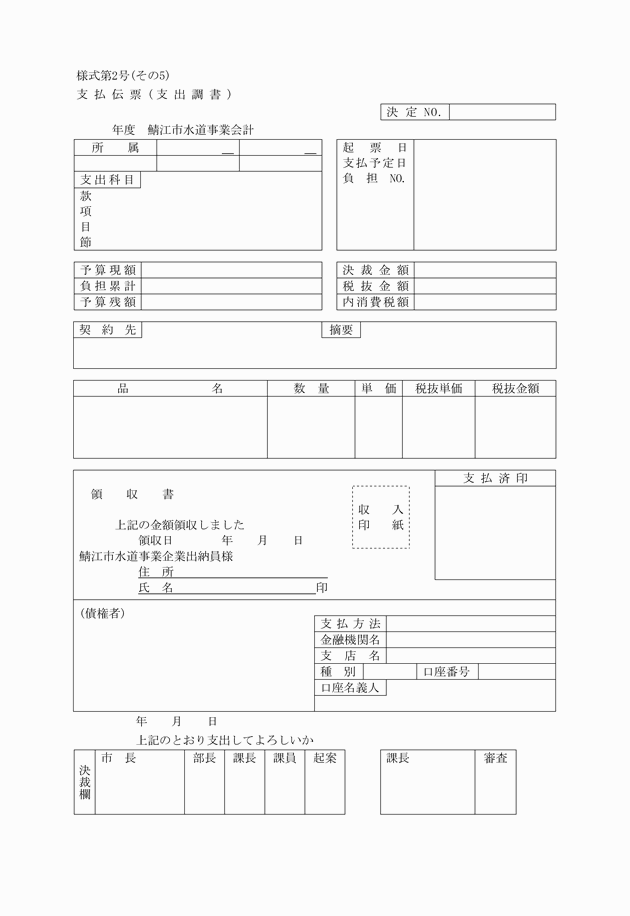 様式第2号(その5)
支払伝票(支出調書)
決定NO.
年度 鯖江市水道事業会計
所属
支出科目
款
項
目
節
起票日
支払予定日
負担NO.
予算現額
負担累計
予算残額
決裁金額
税抜金額
内消費税額
契約先 摘要
品名 数量 単価 税抜単価 税抜金額
支払済印
領収書
収入
印紙
上記の金額領収しました
領収日 年 月 日
鯖江市水道事業企業出納員様
住所
氏名 印
(債権者)
支払方法
金融機関名
支店名
種別 口座番号
口座名義人
年 月 日
上記のとおり支出してよろしいか
決裁欄
市長 部長 課長 課員 起案
課長 審査